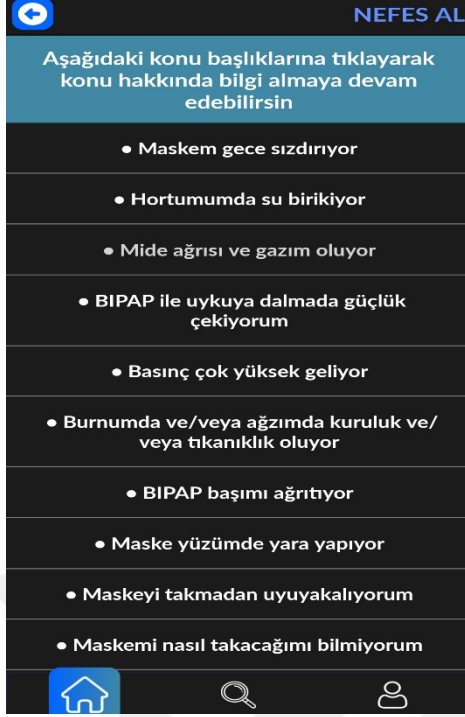 NEFES AL
Aşağıdaki konu başlıklarına tıklayarak
konu hakkında bilgi almaya devam
edebilirsin
• Maskem gece sızdırıyor
• Hortumumda su birikiyor
• Mide ağrısı ve gazım oluyor
• BIPAP ile uykuya dalmada güçlük
çekiyorum
• Basınç çok yüksek geliyor
• Burnumda ve/veya ağzımda kuruluk ve/
veya tıkanıklık oluyor
• BIPAP başımı ağrıtıyor
• Maske yüzümde yara yapıyor
• Maskeyi takmadan uyuyakalıyorum
• Maskemi nasıl takacağımı bilmiyorum